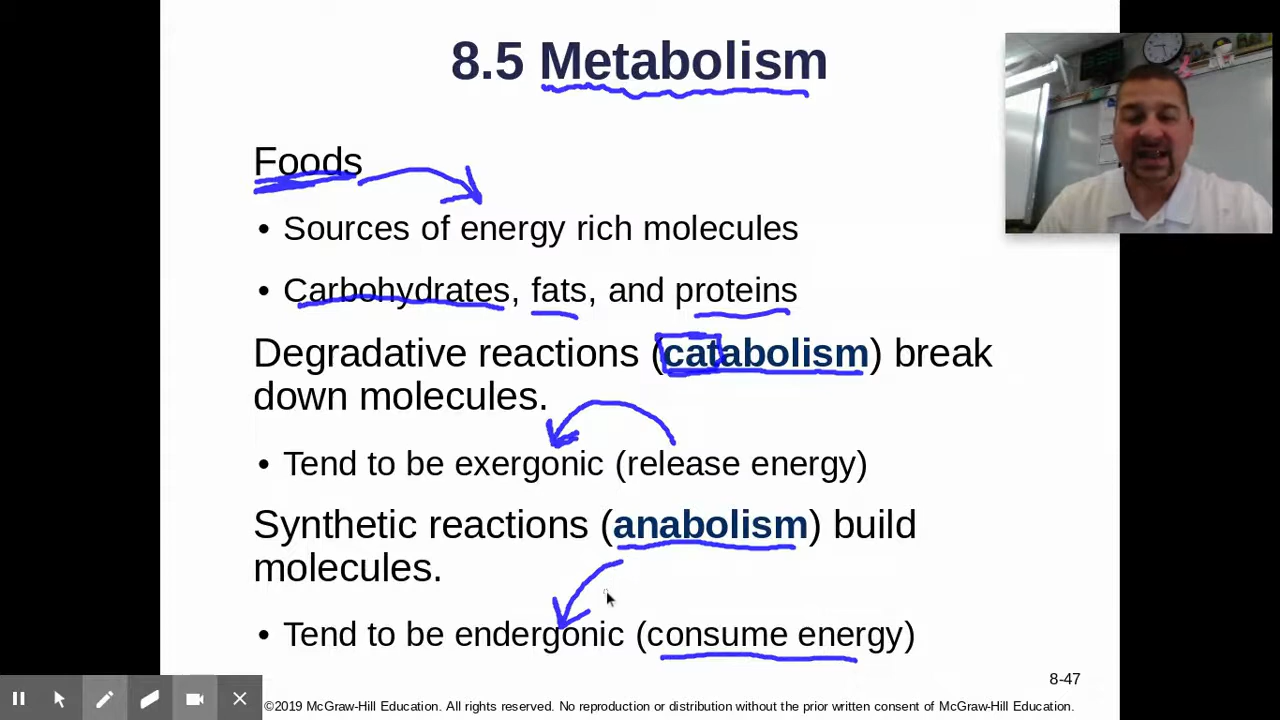 8.5 Metabolism
Foods
• Sources of energy rich molecules
• Carbohydrates, fats, and proteins
Degradative reactions (catabolism) break
down molecules.
• Tend to be exergonic (release energy)
Synthetic reactions (anabolism) build
molecules.
• Tend to be endergonic (consume energy)
8-47
©2019 McGraw-Hill Education. All rights reserved. No reproduction or distribution without the prior written consent of McGraw-Hill Education.